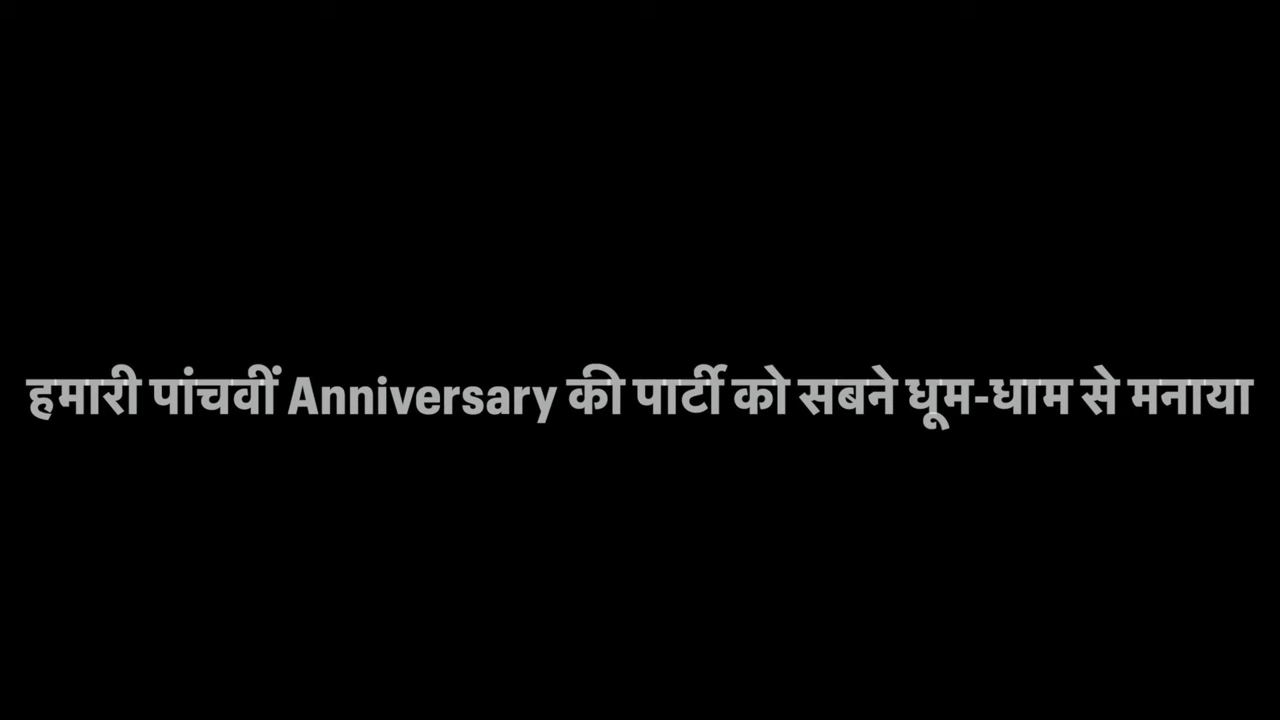 हमारी पांचवीं Anniversary की पार्टी को सबने धूम-धाम से मनाया